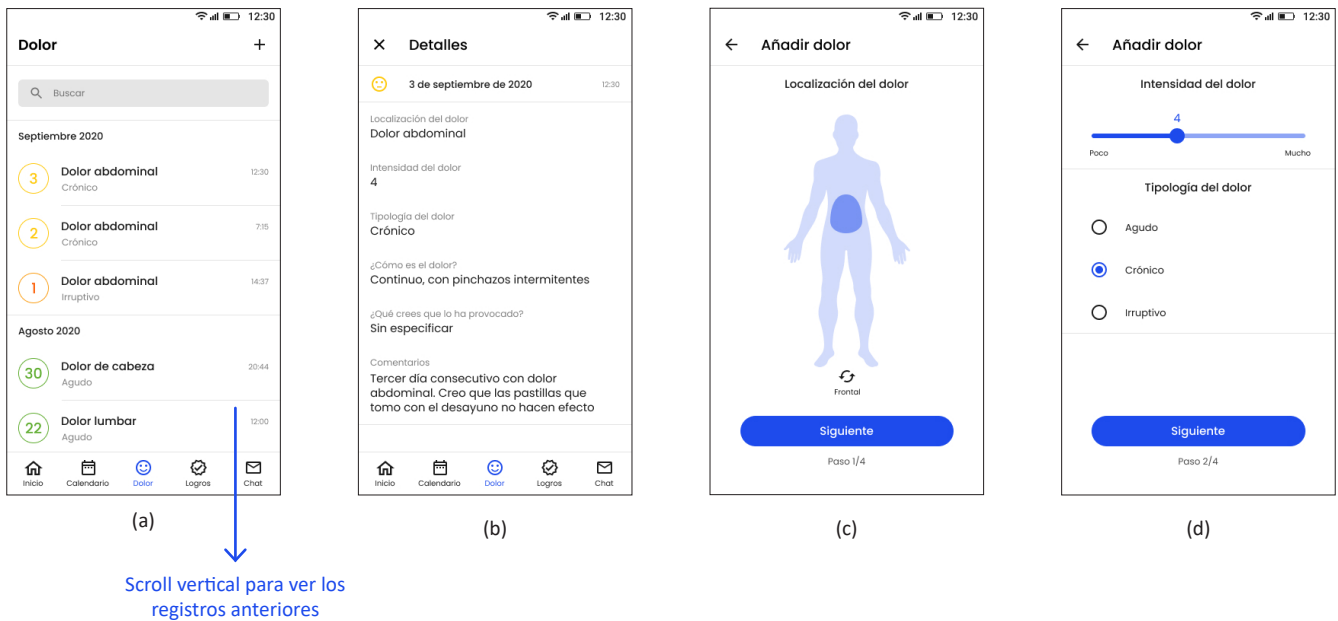 12:30
Dolor
+
Buscar
Septiembre 2020
3
Dolor abdominal
12:30
Crónico
2
Dolor abdominal
7:15
Crónico
1
Dolor abdominal
14:37
Irruptivo
Agosto 2020
30
Dolor de cabeza
20:44
Agudo
22
Dolor lumbar
12:00
Agudo
Inicio
Calendario
Dolor
Logros
Chat
(a)
Scroll vertical para ver los
registros anteriores
12:30
Detalles
3 de septiembre de 2020
12:30
Localización del dolor
Dolor abdominal
Intensidad del dolor
4
Tipología del dolor
Crónico
¿Cómo es el dolor?
Continuo, con pinchazos intermitentes
¿Qué crees que lo ha provocado?
Sin especificar
Comentarios
Tercer día consecutivo con dolor
abdominal. Creo que las pastillas que
tomo con el desayuno no hacen efecto
Inicio
Calendario
Dolor
Logros
Chat
(b)
12:30
Añadir dolor
Localización del dolor
Frontal
Siguiente
Paso 1/4
(c)
12:30
Añadir dolor
Intensidad del dolor
4
Poco
Mucho
Tipología del dolor
Agudo
Crónico
Irruptivo
Siguiente
Paso 2/4
(d)